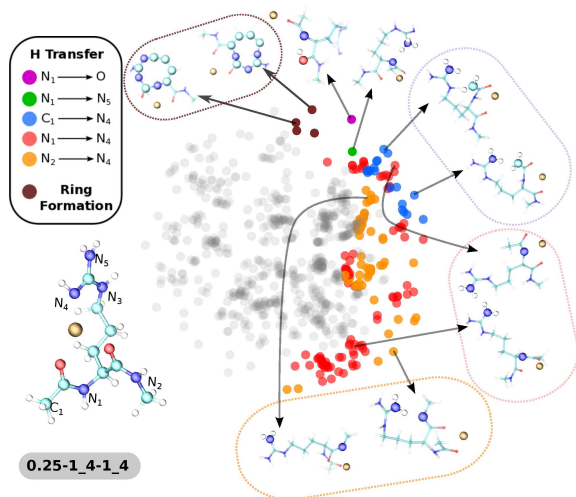 H Transfer
N₁ → O
N₁ → N₅
C₁ → N₄
N₁ → N₄
N₂ → N₄
Ring
Formation
N₅
N₄
N₃
N₂
C₁
N₁
0.25-1_4-1_4